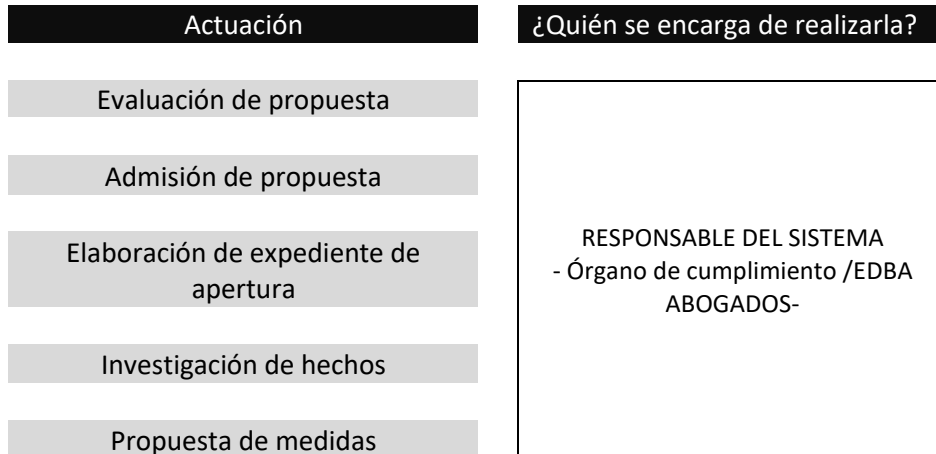 Actuación
¿Quién se encarga de realizarla?
Evaluación de propuesta
Admisión de propuesta
Elaboración de expediente de
apertura
Investigación de hechos
Propuesta de medidas
RESPONSABLE DEL SISTEMA
- Órgano de cumplimiento /EDBA
ABOGADOS-